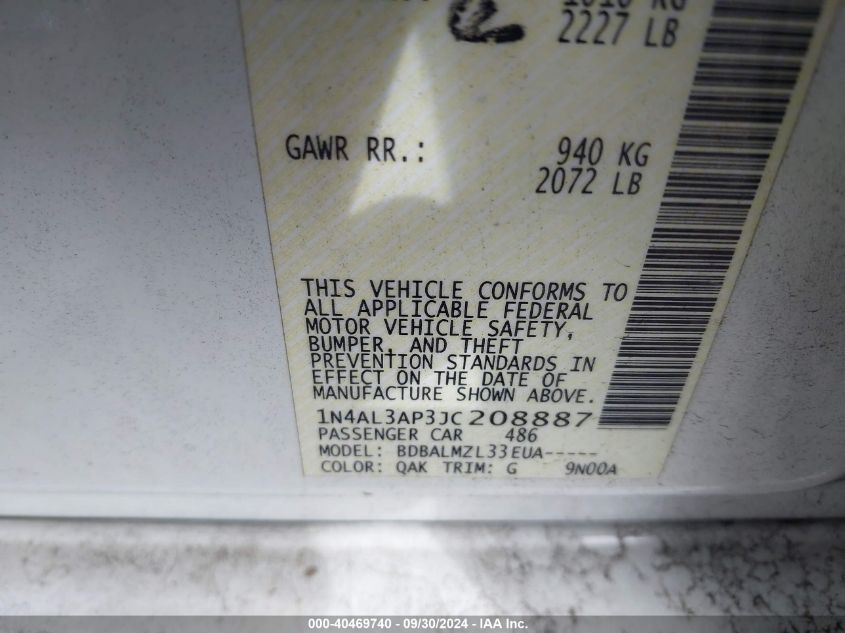 2227 LB
GAWR RR.: 940 KG
2072 LB
THIS VEHICLE CONFORMS TO
ALL APPLICABLE FEDERAL
MOTOR VEHICLE SAFETY,
BUMPER, AND THEFT
PREVENTION STANDARDS IN
EFFECT ON THE DATE OF
MANUFACTURE SHOWN ABOVE.
1N4AL3AP3JC208887
PASSENGER CAR 486
MODEL: BDBALMZL33EUA-----
COLOR: QAK TRIM: G 9N00A
000-40469740 - 09/30/2024 - IAA Inc.